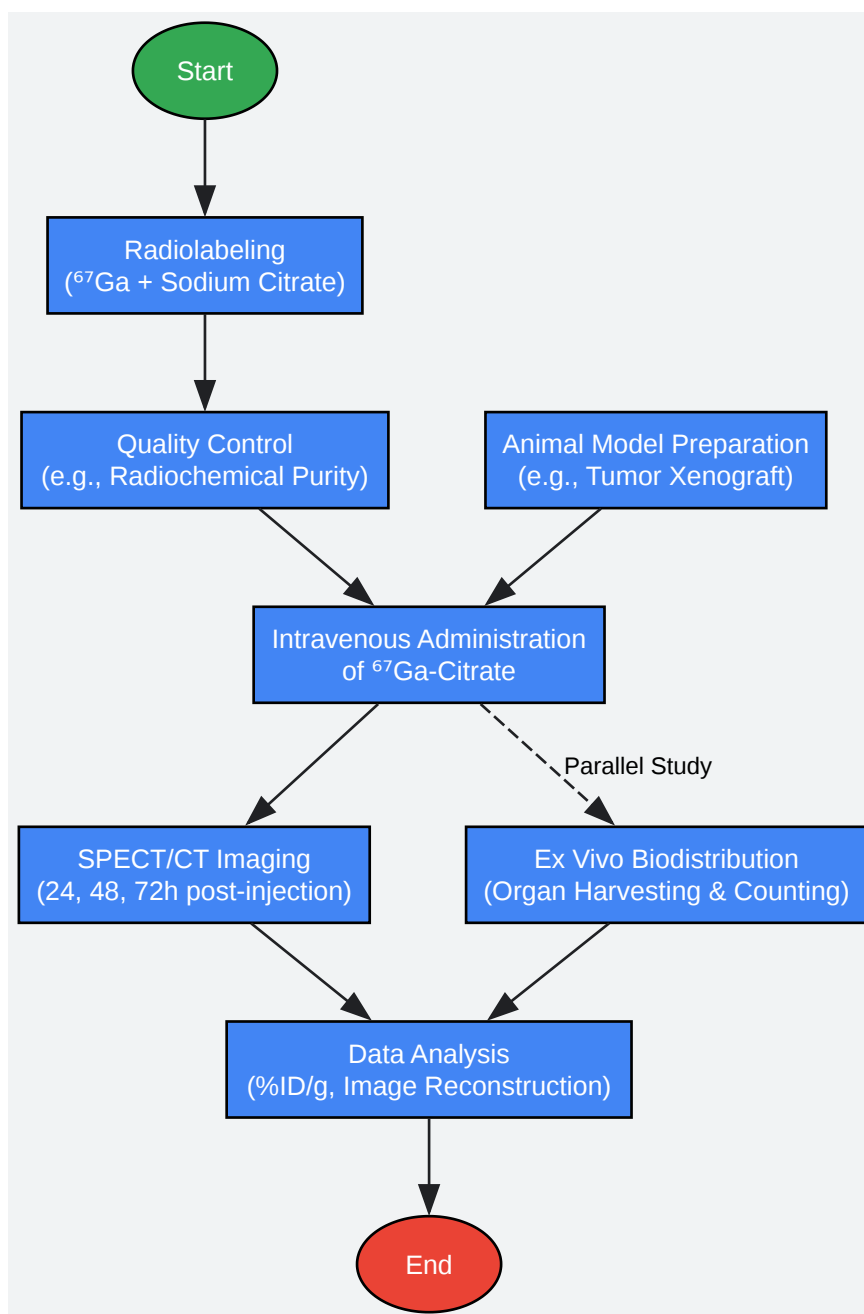 Start
Radiolabeling
(⁶⁷Ga + Sodium Citrate)
Quality Control
(e.g., Radiochemical Purity)
Animal Model Preparation
(e.g., Tumor Xenograft)
Intravenous Administration
of ⁶⁷Ga-Citrate
Parallel Study
SPECT/CT Imaging
(24, 48, 72h post-injection)
Ex Vivo Biodistribution
(Organ Harvesting & Counting)
Data Analysis
(%ID/g, Image Reconstruction)
End